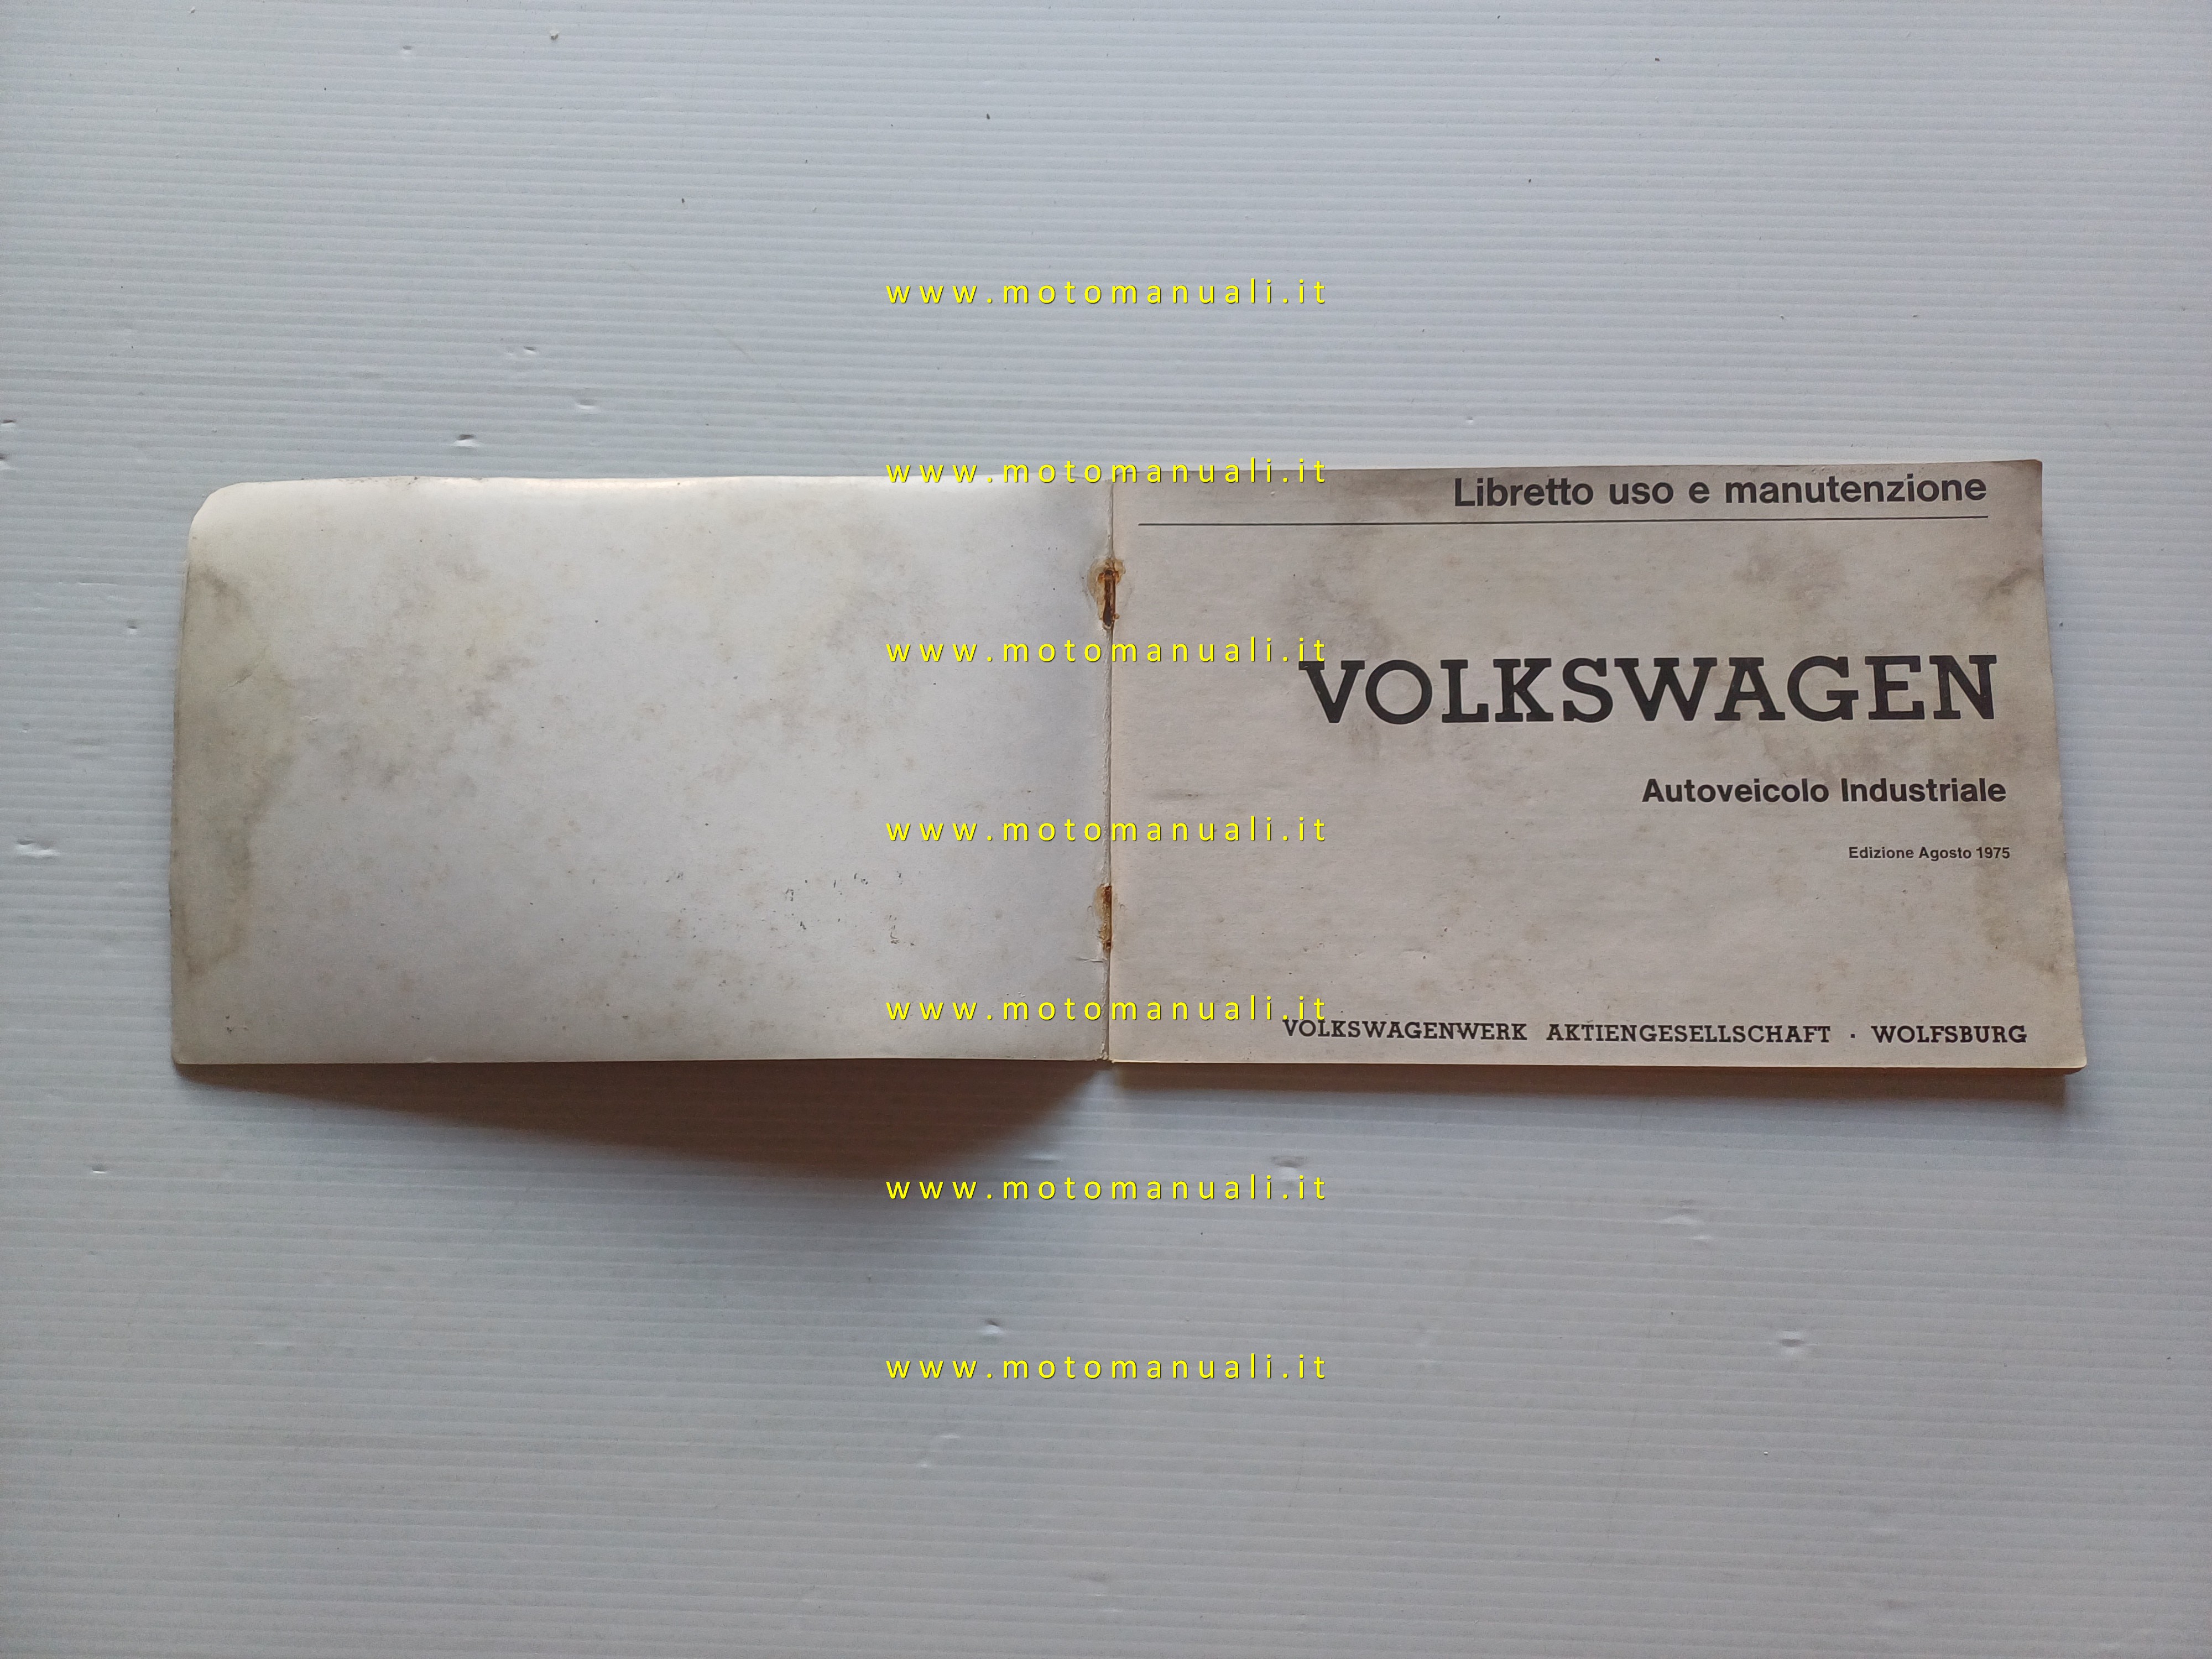 www.motomanuali.it
www.motomanuali.it
Libretto uso e manutenzione
www.motomanuali.it
VOLKSWAGEN
Autoveicolo Industriale
www.motomanuali.it
Edizione Agosto 1975
www.motomanuali.it
VOLKSWAGENWERK AKTIENGESELLSCHAFT · WOLFSBURG
www.motomanuali.it
www.motomanuali.it